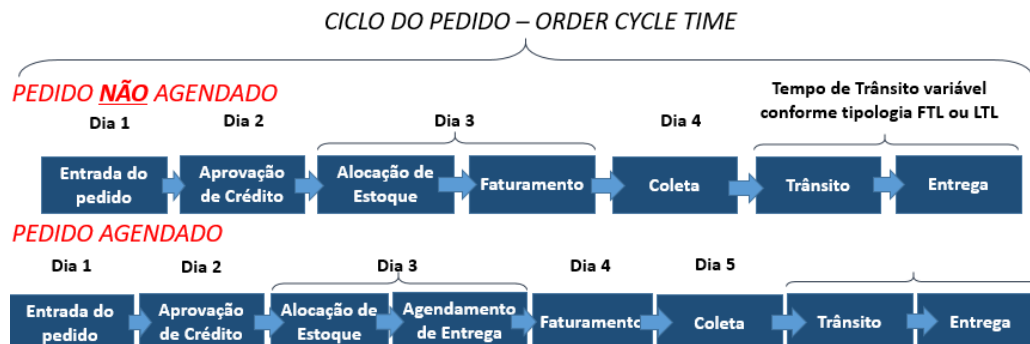 CICLO DO PEDIDO – ORDER CYCLE TIME
PEDIDO NÃO AGENDADO
Tempo de Trânsito variável
conforme tipologia FTL ou LTL
Dia 1
Dia 2
Dia 3
Dia 4
Entrada do
pedido
Aprovação
de Crédito
Alocação de
Estoque
Faturamento
Coleta
Trânsito
Entrega
PEDIDO AGENDADO
Dia 1
Dia 2
Dia 3
Dia 4
Dia 5
Entrada do
pedido
Aprovação
de Crédito
Alocação de
Estoque
Agendamento
de Entrega
Faturamento
Coleta
Trânsito
Entrega